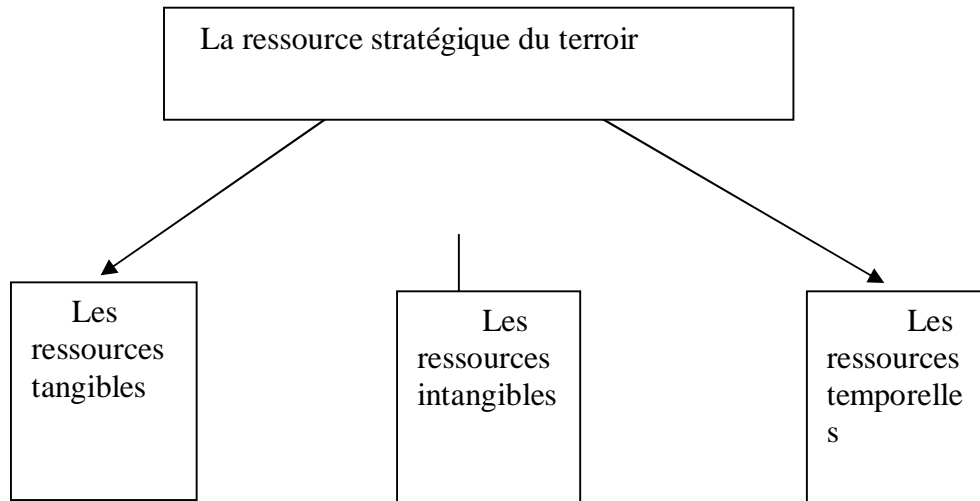 La ressource stratégique du terroir
Les
ressources
tangibles
Les
ressources
intangibles
Les
ressources
temporelle
s